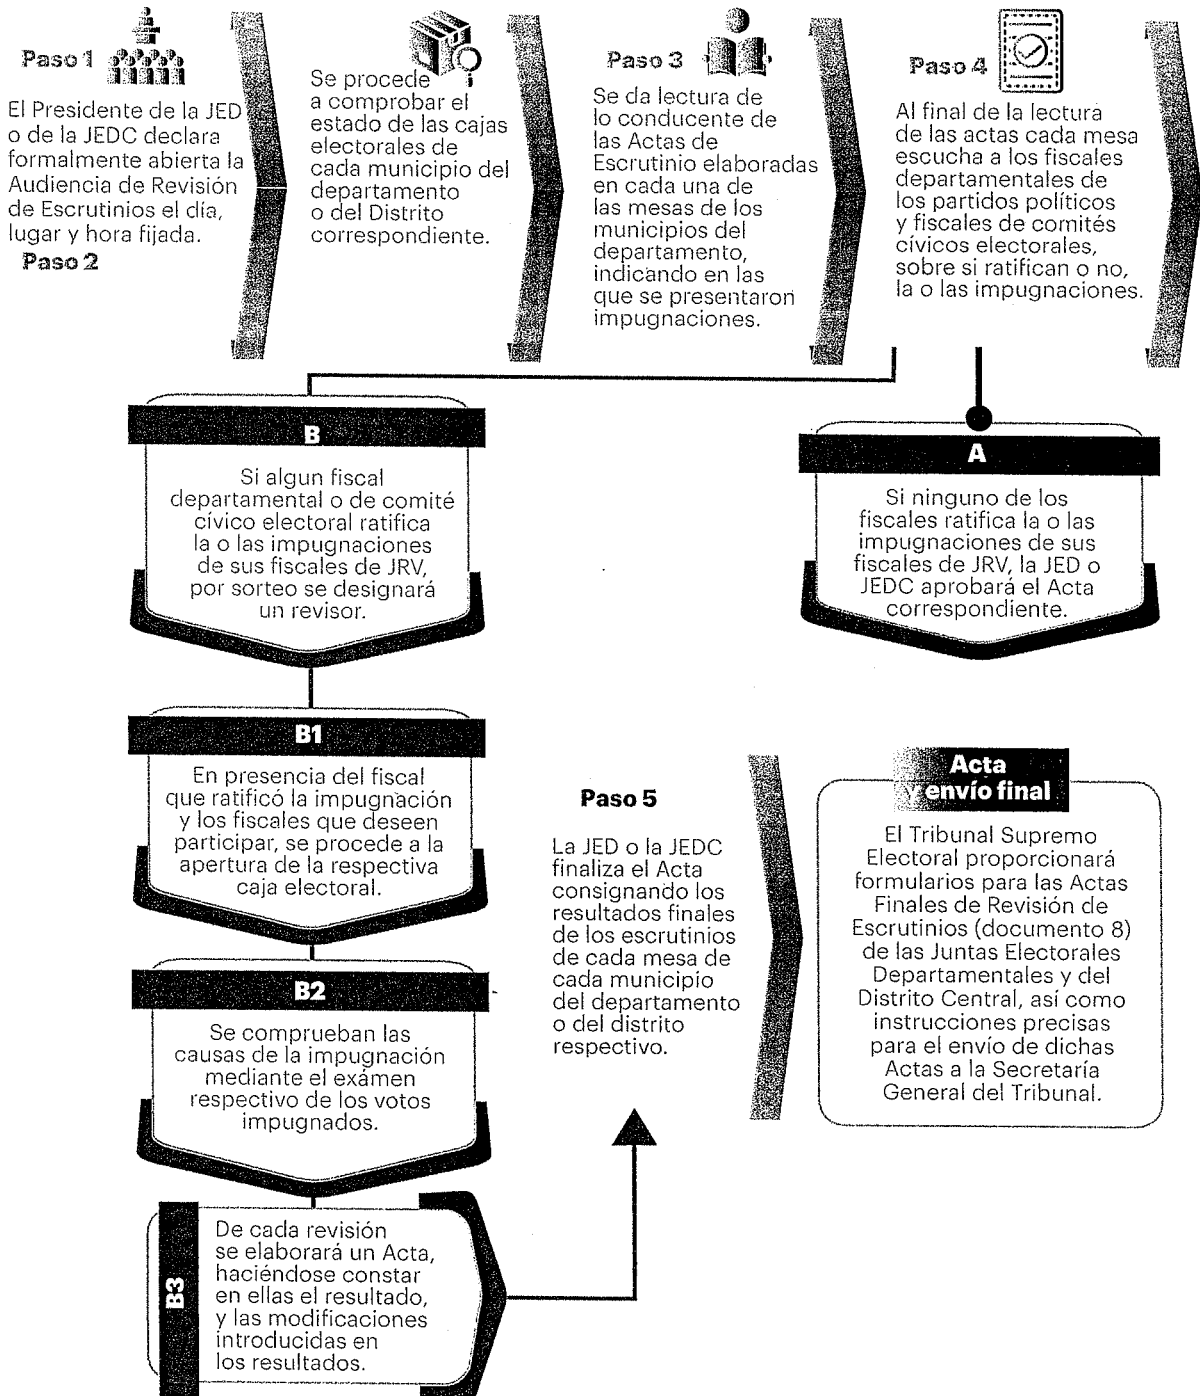 Paso 1
El Presidente de la JED
o de la JEDC declara
formalmente abierta la
Audiencia de Revisión
de Escrutinios el día,
lugar y hora fijada.
Paso 2
Se procede
a comprobar el
estado de las cajas
electorales de
cada municipio del
departamento
o del Distrito
correspondiente.
Paso 3
Se da lectura de
lo conducente de
las Actas de
Escrutinio elaboradas
en cada una de
las mesas de los
municipios del
departamento,
indicando en las
que se presentaron
impugnaciones.
Paso 4
Al final de la lectura
de las actas cada mesa
escucha a los fiscales
departamentales de
los partidos políticos
y fiscales de comités
cívicos electorales,
sobre si ratifican o no,
la o las impugnaciones.
B
Si algun fiscal
departamental o de comité
cívico electoral ratifica
la o las impugnaciones
de sus fiscales de JRV,
por sorteo se designará
un revisor.
A
Si ninguno de los
fiscales ratifica la o las
impugnaciones de sus
fiscales de JRV, la JED o
JEDC aprobará el Acta
correspondiente.
B1
En presencia del fiscal
que ratificó la impugnación
y los fiscales que deseen
participar, se procede a la
apertura de la respectiva
caja electoral.
B2
Se comprueban las
causas de la impugnación
mediante el exámen
respectivo de los votos
impugnados.
B3
De cada revisión
se elaborará un Acta,
haciéndose constar
en ellas el resultado,
y las modificaciones
introducidas en
los resultados.
Paso 5
La JED o la JEDC
finaliza el Acta
consignando los
resultados finales
de los escrutinios
de cada mesa de
cada municipio
del departamento
o del distrito
respectivo.
Acta
y envío final
El Tribunal Supremo
Electoral proporcionará
formularios para las Actas
Finales de Revisión de
Escrutinios (documento 8)
de las Juntas Electorales
Departamentales y del
Distrito Central, así como
instrucciones precisas
para el envío de dichas
Actas a la Secretaría
General del Tribunal.